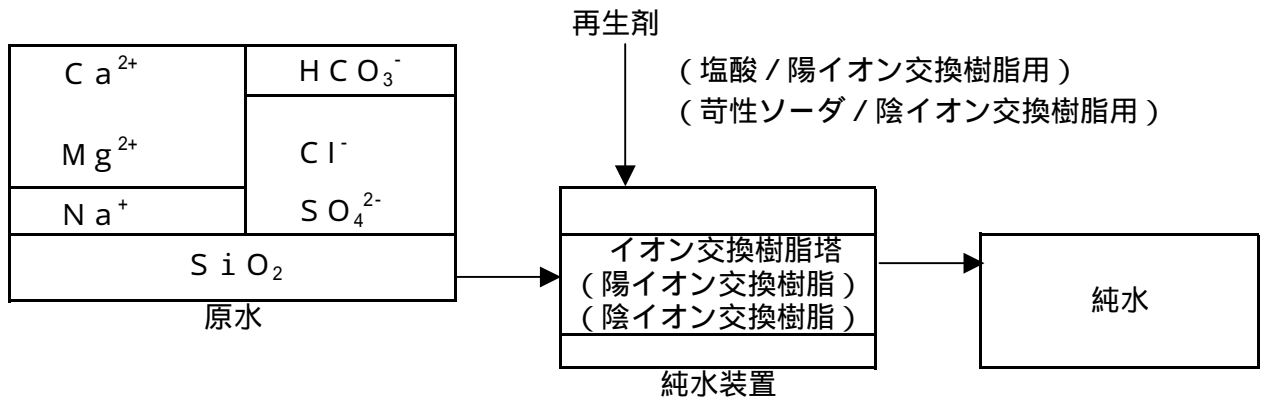 再生剤
(塩酸/陽イオン交換樹脂用)
(苛性ソーダ/陰イオン交換樹脂用)
Ca²⁺
HCO₃⁻
Mg²⁺
Cl⁻
Na⁺
SO₄²⁻
SiO₂
原水
イオン交換樹脂塔
(陽イオン交換樹脂)
(陰イオン交換樹脂)
純水装置
純水